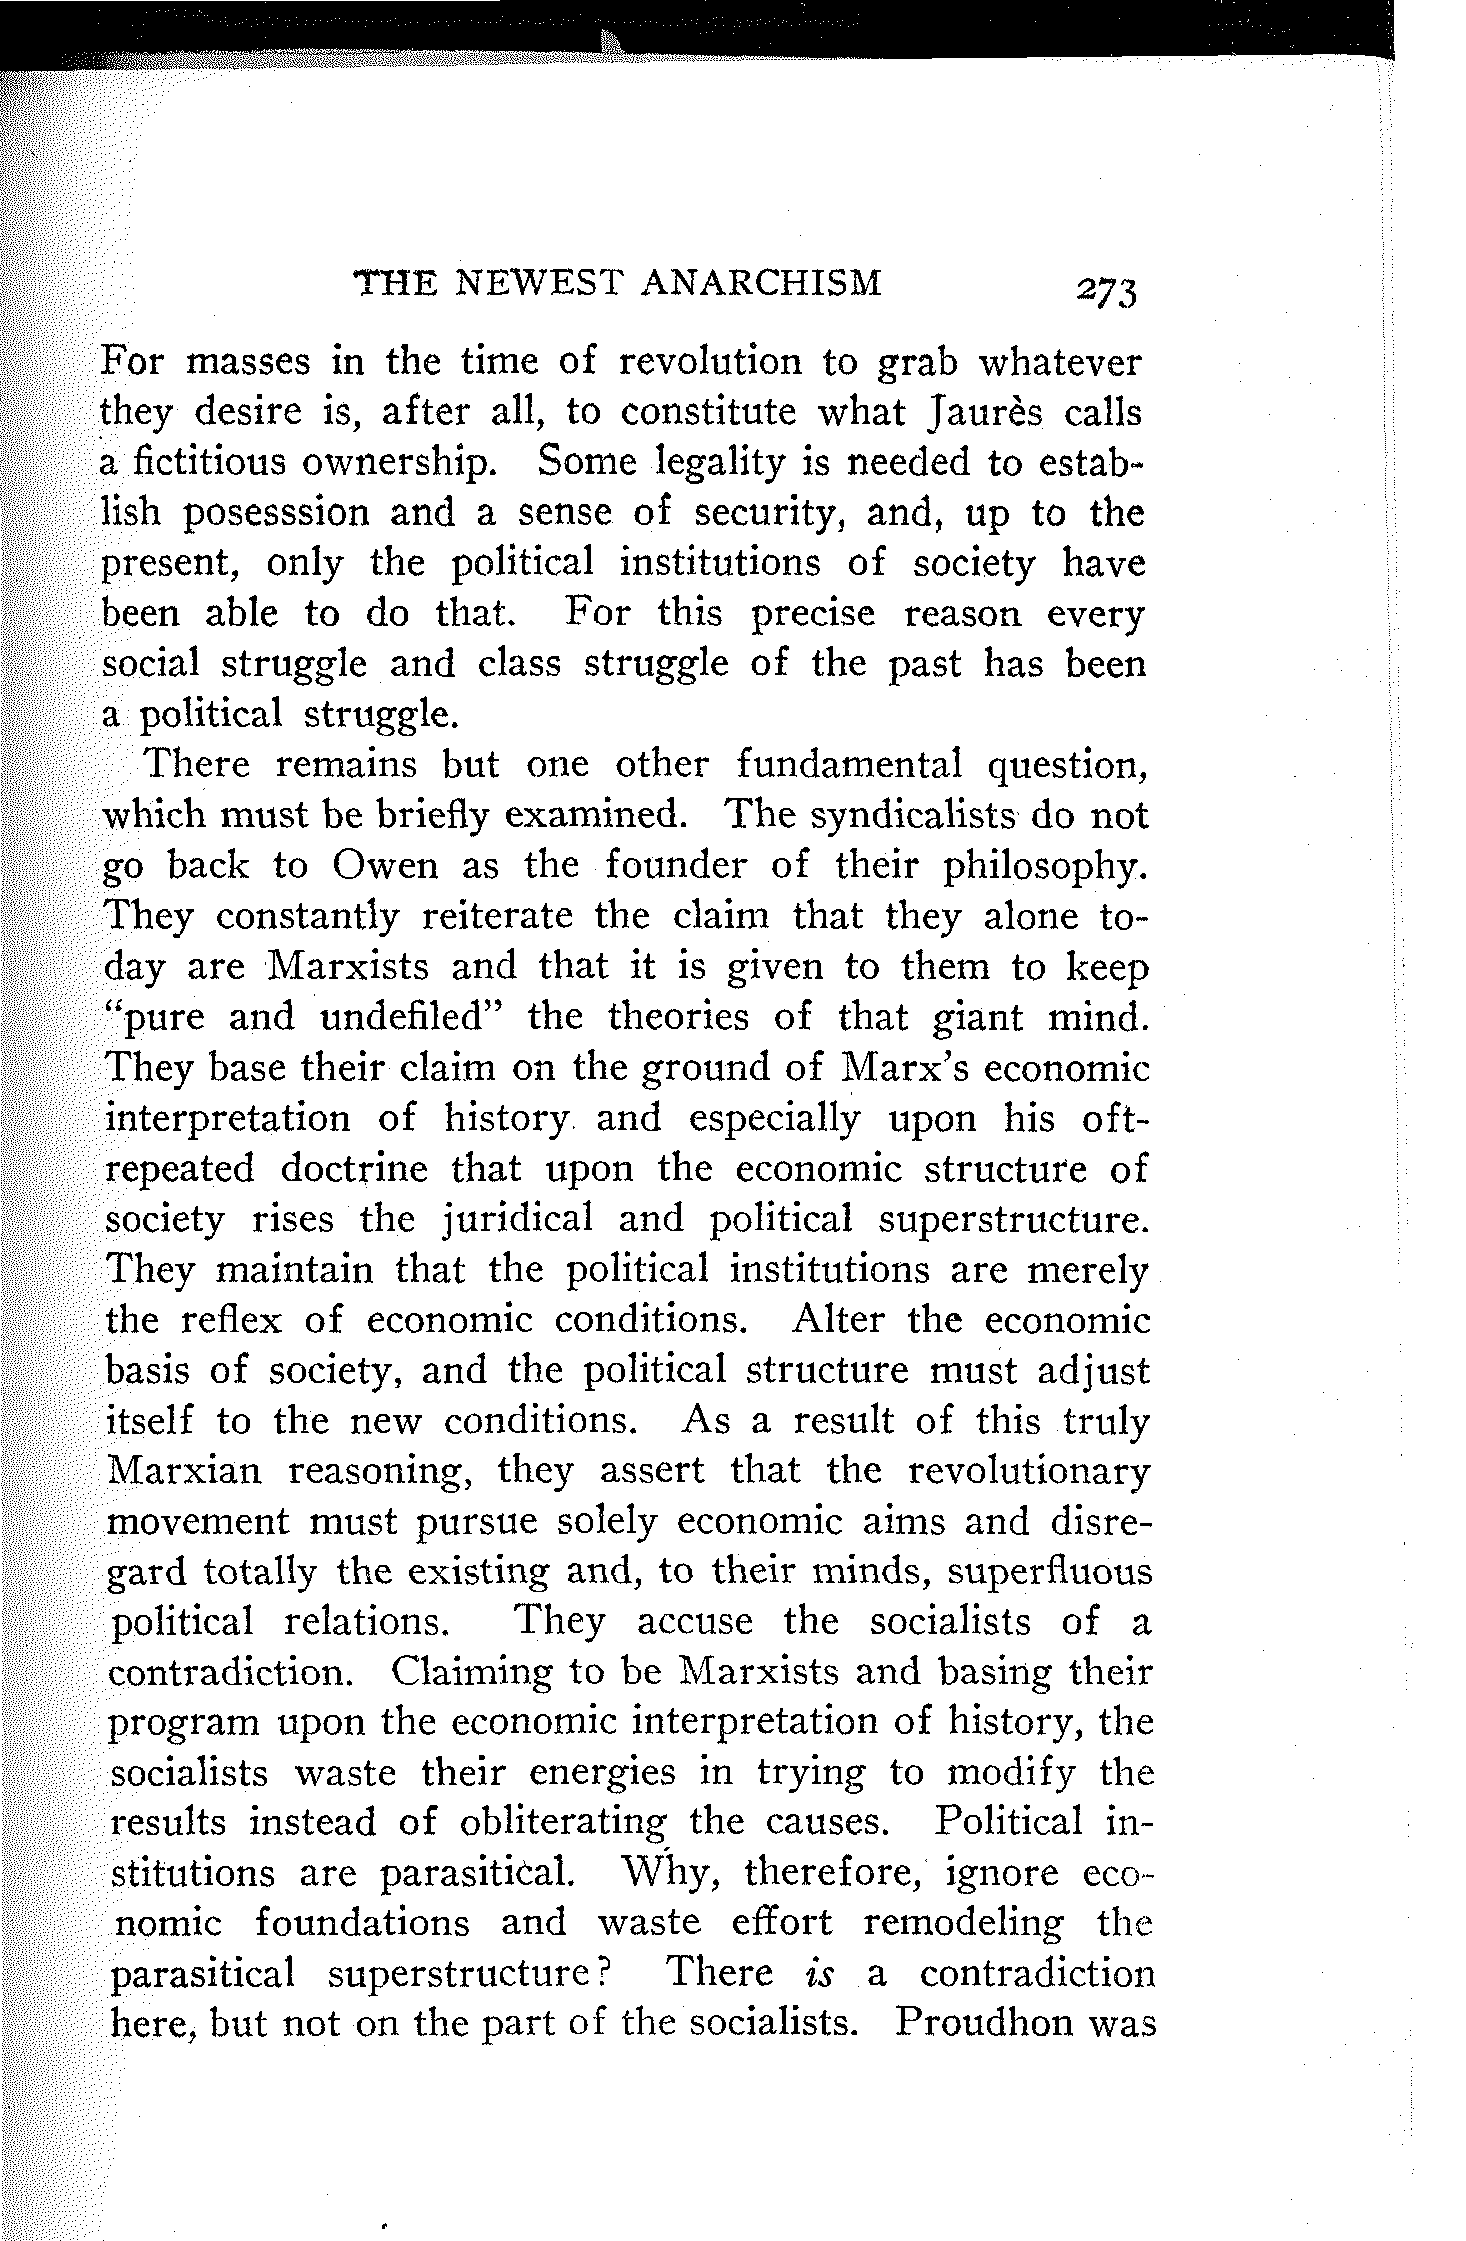 THE NEWEST ANARCHISM 273
For masses in the time of revolution to grab whatever
they desire is, after all, to constitute what Jaurès calls
a fictitious ownership. Some legality is needed to estab-
lish posesssion and a sense of security, and, up to the
present, only the political institutions of society have
been able to do that. For this precise reason every
social struggle and class struggle of the past has been
a political struggle.
There remains but one other fundamental question,
which must be briefly examined. The syndicalists do not
go back to Owen as the founder of their philosophy.
They constantly reiterate the claim that they alone to-
day are Marxists and that it is given to them to keep
“pure and undefiled” the theories of that giant mind.
They base their claim on the ground of Marx’s economic
interpretation of history and especially upon his oft-
repeated doctrine that upon the economic structure of
society rises the juridical and political superstructure.
They maintain that the political institutions are merely
the reflex of economic conditions. Alter the economic
basis of society, and the political structure must adjust
itself to the new conditions. As a result of this truly
Marxian reasoning, they assert that the revolutionary
movement must pursue solely economic aims and disre-
gard totally the existing and, to their minds, superfluous
political relations. They accuse the socialists of a
contradiction. Claiming to be Marxists and basing their
program upon the economic interpretation of history, the
socialists waste their energies in trying to modify the
results instead of obliterating the causes. Political in-
stitutions are parasitical. Why, therefore, ignore eco-
nomic foundations and waste effort remodeling the
parasitical superstructure? There is a contradiction
here, but not on the part of the socialists. Proudhon was